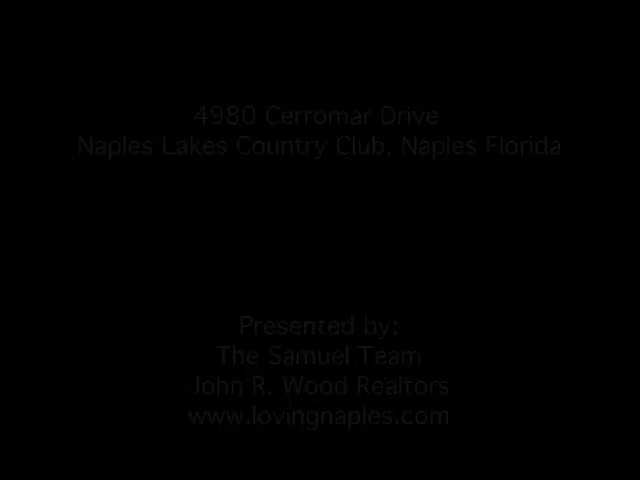 4980 Cerromar Drive
Naples Lakes Country Club, Naples Florida
Presented by:
The Samuel Team
John R. Wood Realtors
www.lovingnaples.com